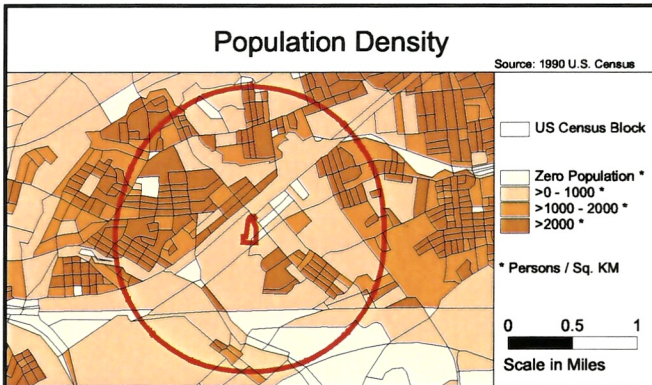 Population Density
Source: 1990 U.S. Census
US Census Block
Zero Population *
>0 - 1000 *
>1000 - 2000 *
>2000 *
* Persons / Sq. KM
0 0.5 1
Scale in Miles